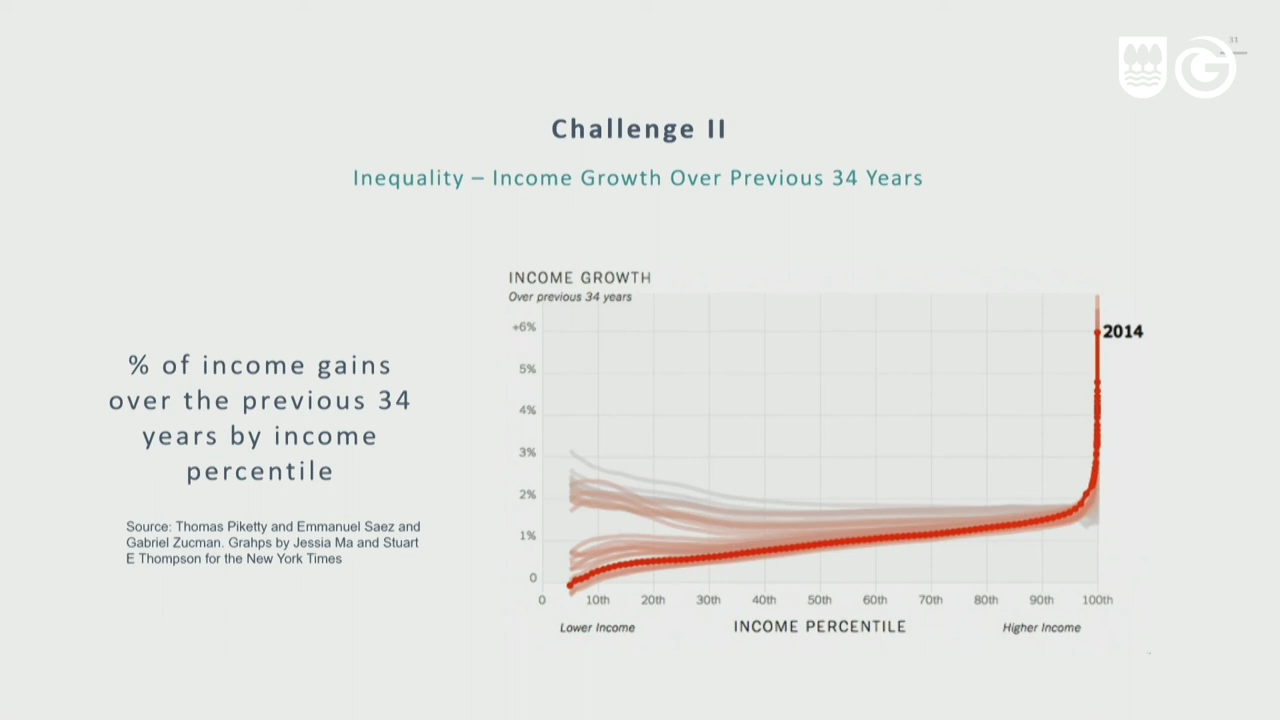 31
Challenge II
Inequality – Income Growth Over Previous 34 Years
% of income gains
over the previous 34
years by income
percentile
Source: Thomas Piketty and Emmanuel Saez and
Gabriel Zucman. Grahps by Jessia Ma and Stuart
E Thompson for the New York Times
INCOME GROWTH
Over previous 34 years
+6%
5%
4%
3%
2%
1%
0
2014
0 10th 20th 30th 40th 50th 60th 70th 80th 90th 100th
Lower Income INCOME PERCENTILE Higher Income